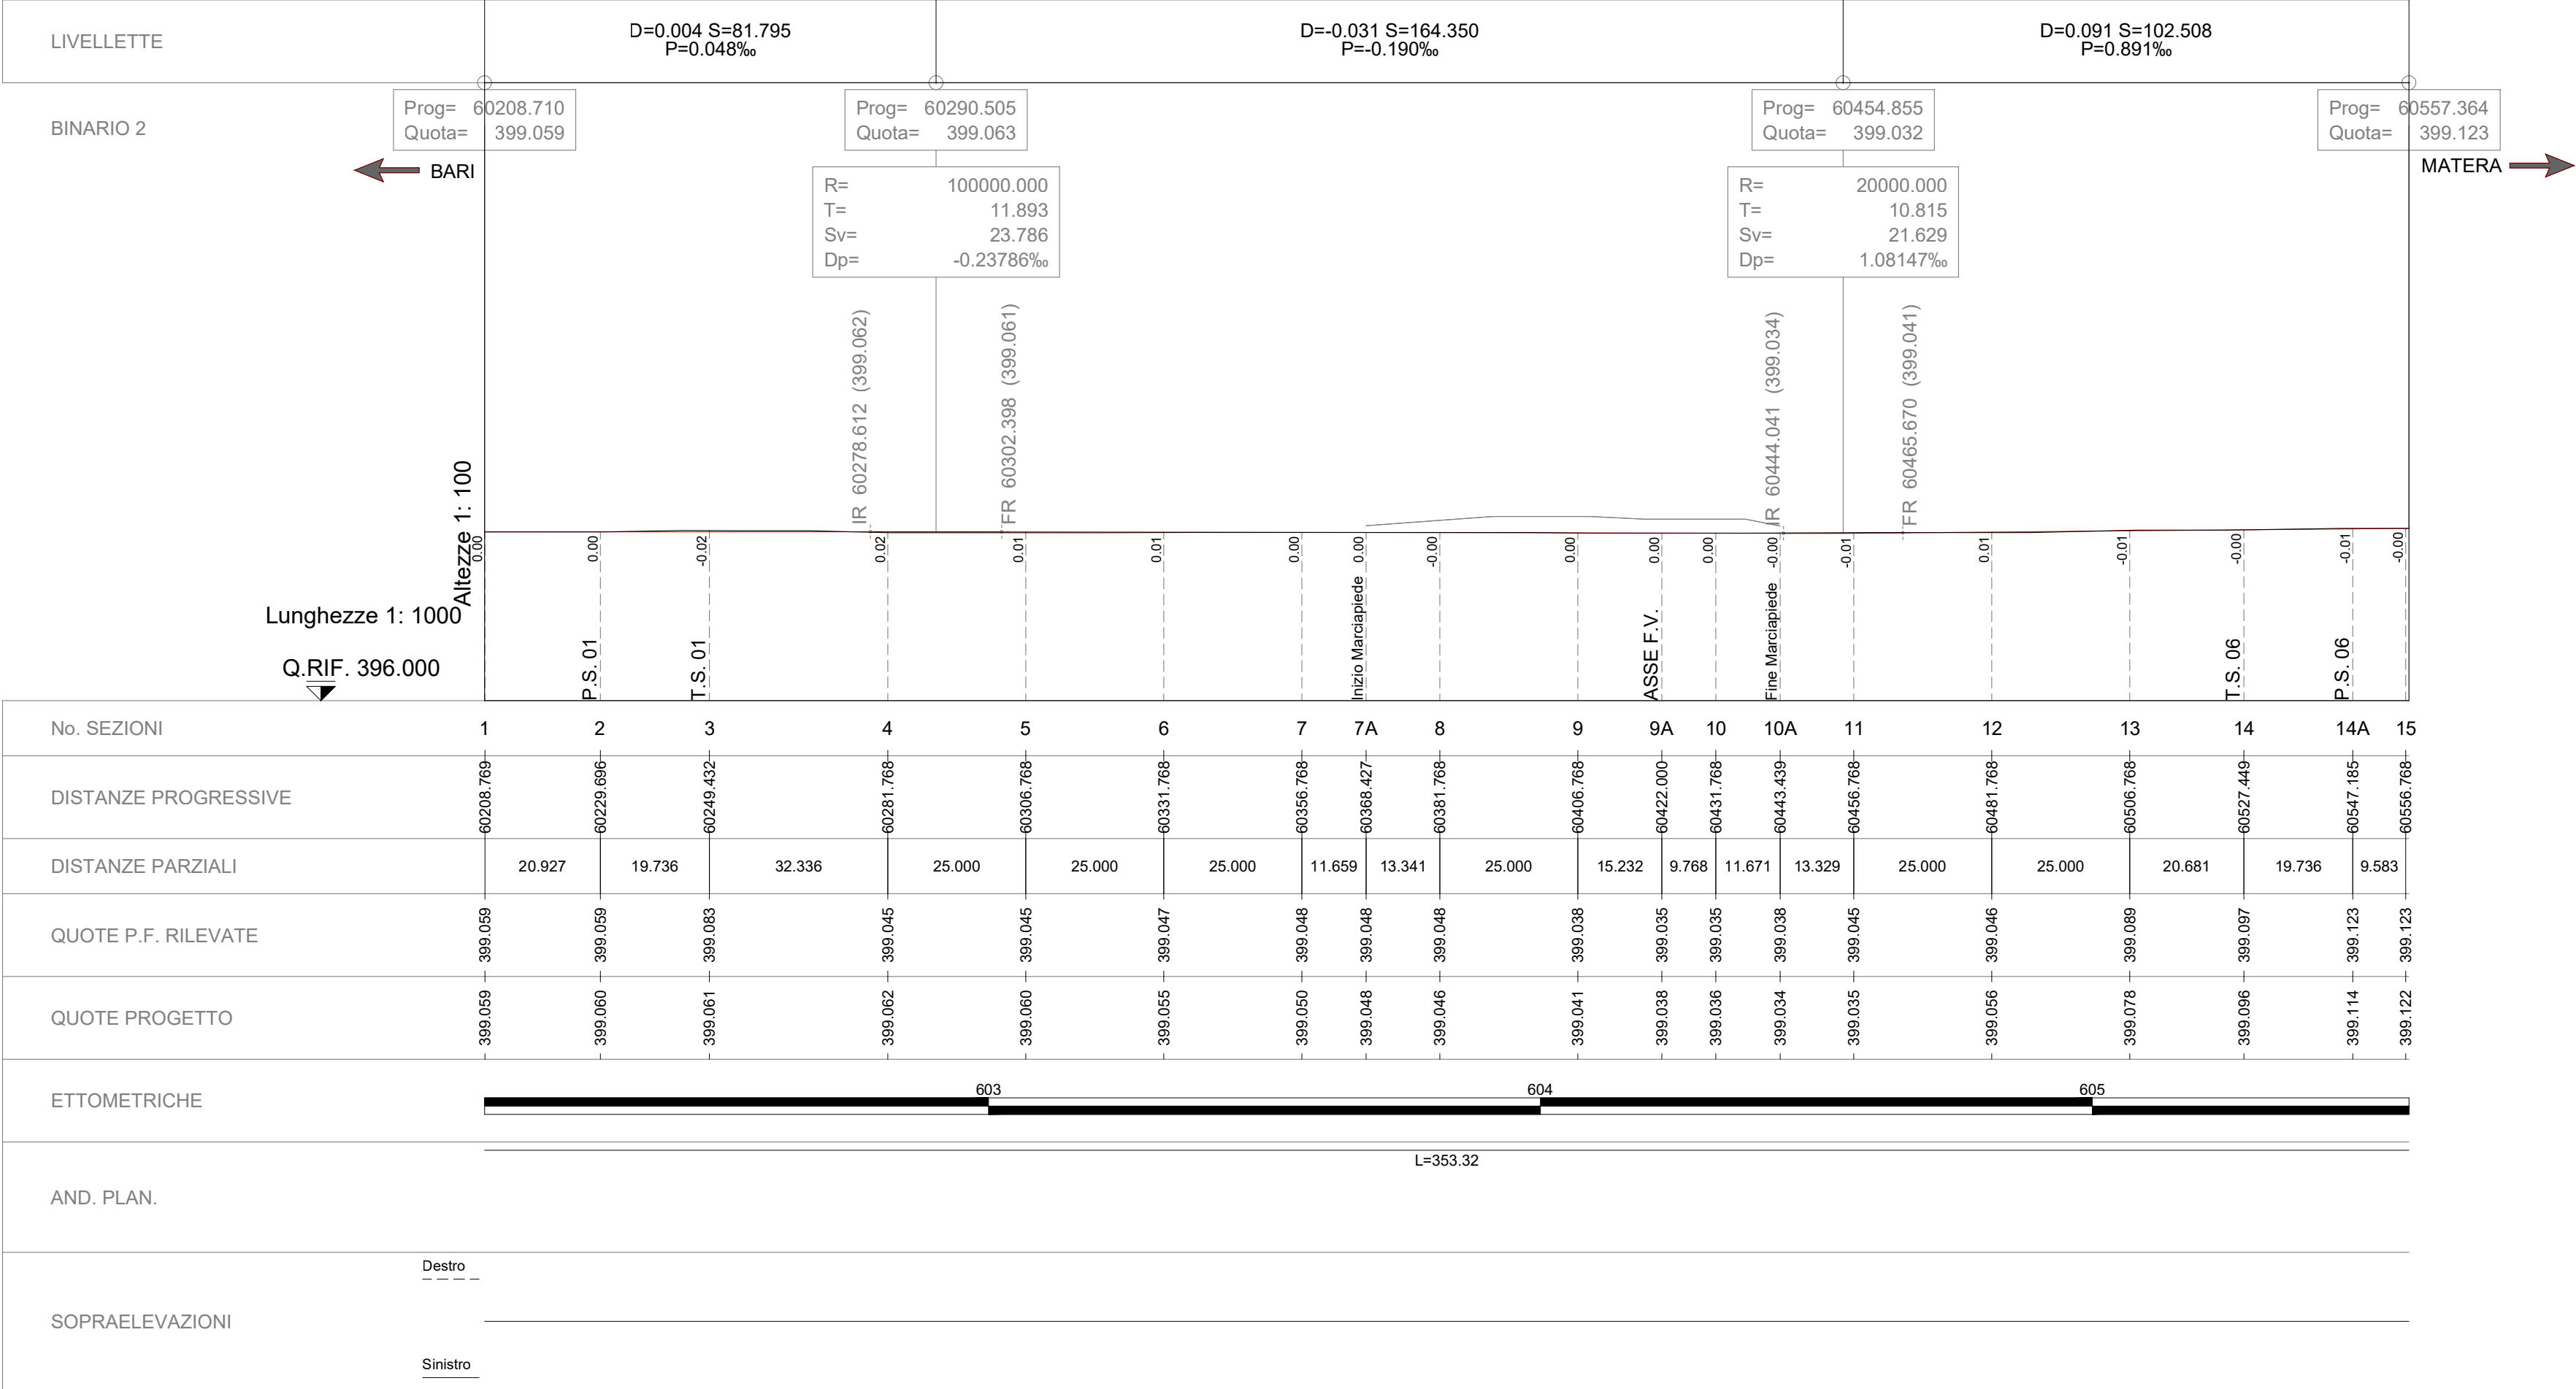 LIVELLETTE
D=0.004 S=81.795
P=0.048‰
D=-0.031 S=164.350
P=-0.190‰
D=0.091 S=102.508
P=0.891‰
BINARIO 2
Prog= 60208.710
Quota= 399.059
Prog= 60290.505
Quota= 399.063
Prog= 60454.855
Quota= 399.032
Prog= 60557.364
Quota= 399.123
BARI
MATERA
R= 100000.000
T= 11.893
Sv= 23.786
Dp= -0.23786‰
R= 20000.000
T= 10.815
Sv= 21.629
Dp= 1.08147‰
IR 60278.612 (399.062)
FR 60302.398 (399.061)
IR 60444.041 (399.034)
FR 60465.670 (399.041)
Altezze 1: 100
Lunghezze 1: 1000
Q.RIF. 396.000
0.00 0.00 -0.02 0.02 0.01 0.01 0.00 0.00 -0.00 0.00 0.00 0.00 -0.00 -0.01 0.01 -0.01 -0.00 -0.01 -0.00
P.S. 01
T.S. 01
Inizio Marciapiede
ASSE F.V.
Fine Marciapiede
T.S. 06
P.S. 06
No. SEZIONI 1 2 3 4 5 6 7 7A 8 9 9A 10 10A 11 12 13 14 14A 15
DISTANZE PROGRESSIVE 60208.769 60229.696 60249.432 60281.768 60306.768 60331.768 60356.768 60368.427 60381.768 60406.768 60422.000 60431.768 60443.439 60456.768 60481.768 60506.768 60527.449 60547.185 60556.768
DISTANZE PARZIALI 20.927 19.736 32.336 25.000 25.000 25.000 11.659 13.341 25.000 15.232 9.768 11.671 13.329 25.000 25.000 20.681 19.736 9.583
QUOTE P.F. RILEVATE 399.059 399.059 399.083 399.045 399.045 399.047 399.048 399.048 399.048 399.038 399.035 399.035 399.038 399.045 399.046 399.089 399.097 399.123 399.123
QUOTE PROGETTO 399.059 399.060 399.061 399.062 399.060 399.055 399.050 399.048 399.046 399.041 399.038 399.036 399.034 399.035 399.056 399.078 399.096 399.114 399.122
ETTOMETRICHE 603 604 605
L=353.32
AND. PLAN.
Destro
SOPRAELEVAZIONI
Sinistro